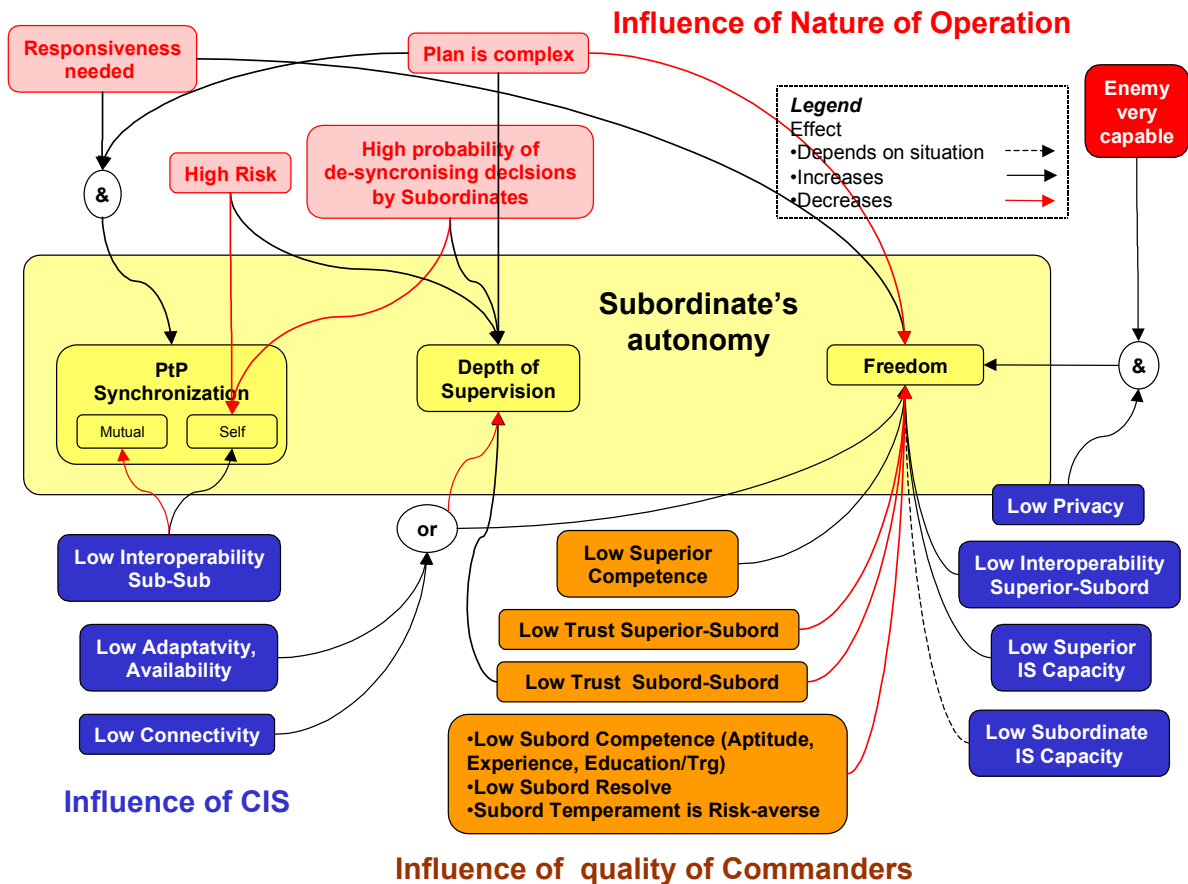 Influence of Nature of Operation
Responsiveness
needed
Plan is complex
Enemy
very
capable
Legend
Effect
•Depends on situation
•Increases
•Decreases
High probability of
de-syncronising decIsions
by Subordinates
High Risk
&
Subordinate's
autonomy
PtP
Synchronization
Mutual
Self
Depth of
Supervision
Freedom
&
Low Privacy
or
Low Interoperability
Sub-Sub
Low Superior
Competence
Low Interoperability
Superior-Subord
Low Adaptatvity,
Availability
Low Trust Superior-Subord
Low Superior
IS Capacity
Low Trust  Subord-Subord
Low Connectivity
•Low Subord Competence (Aptitude,
Experience, Education/Trg)
•Low Subord Resolve
•Subord Temperament is Risk-averse
Low Subordinate
IS Capacity
Influence of CIS
Influence of  quality of Commanders